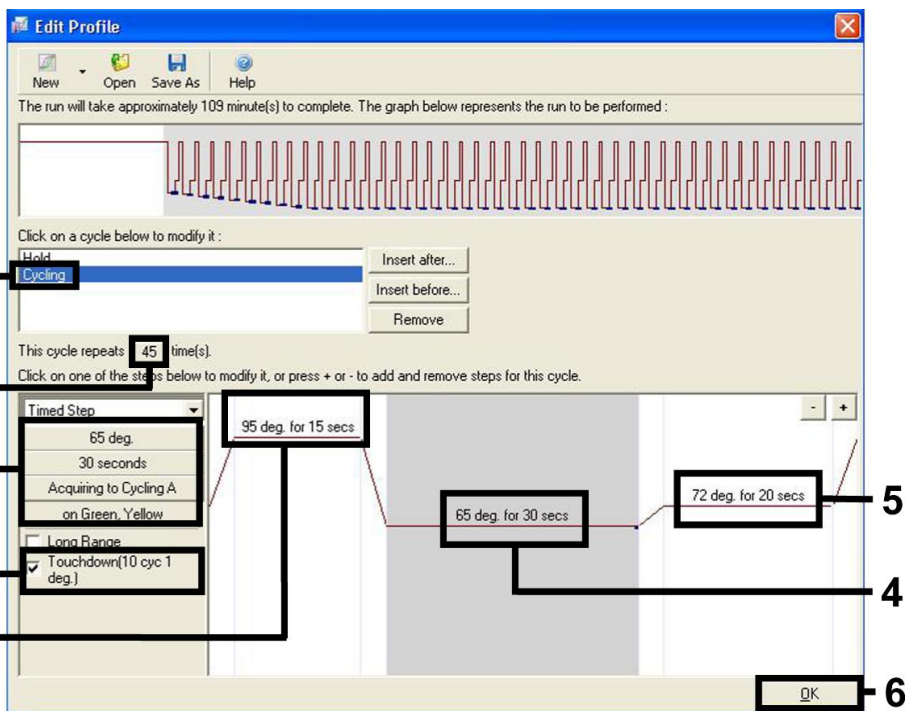 Edit Profile
New Open Save As Help
The run will take approximately 109 minute(s) to complete. The graph below represents the run to be performed :
Click on a cycle below to modify it :
Hold
Cycling
Insert after...
Insert before...
Remove
This cycle repeats 45 time(s).
Click on one of the steps below to modify it, or press + or - to add and remove steps for this cycle.
Timed Step
- +
65 deg.
30 seconds
Acquiring to Cycling A
on Green, Yellow
Long Range
Touchdown(10 cyc 1
deg.)
95 deg. for 15 secs
65 deg. for 30 secs
72 deg. for 20 secs
5
4
OK
6